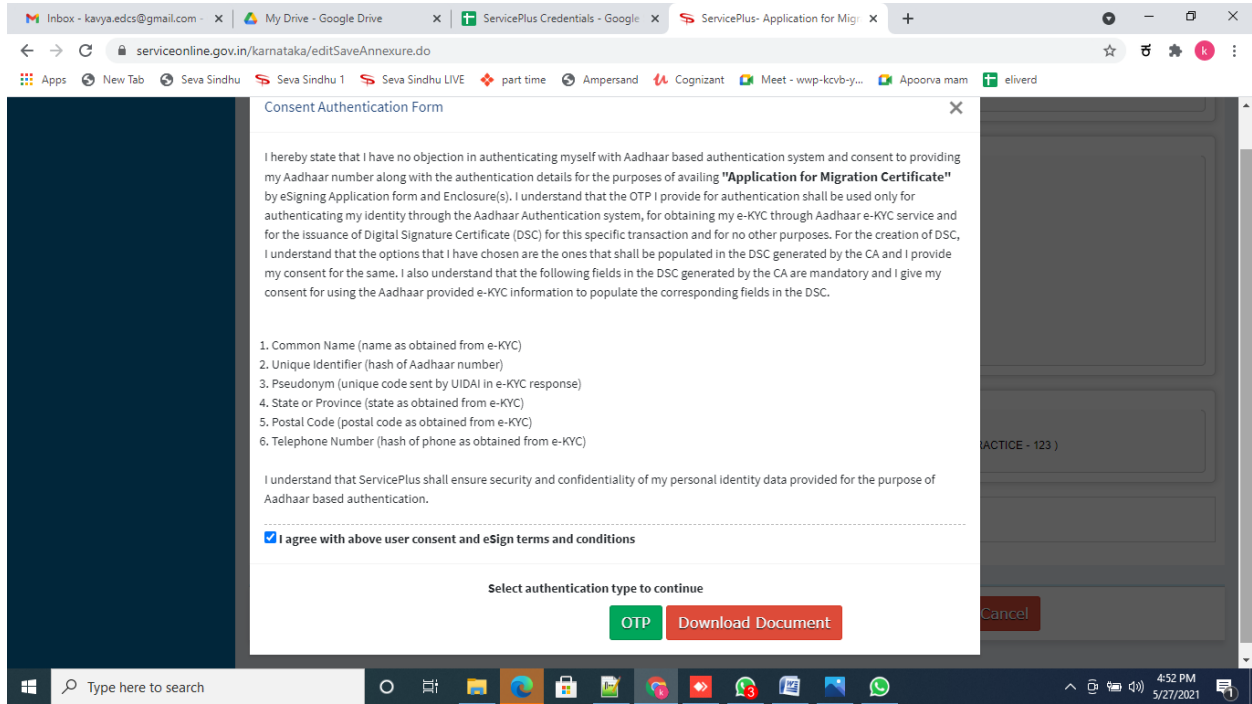 Inbox - kavya.edcs@gmail.com -
My Drive - Google Drive
ServicePlus Credentials - Google
ServicePlus- Application for Migr
serviceonline.gov.in/karnataka/editSaveAnnexure.do
ಕ
k
Apps
New Tab
Seva Sindhu
Seva Sindhu 1
Seva Sindhu LIVE
part time
Ampersand
Cognizant
Meet - wwp-kcvb-y...
Apoorva mam
eliverd
Consent Authentication Form
I hereby state that I have no objection in authenticating myself with Aadhaar based authentication system and consent to providing
my Aadhaar number along with the authentication details for the purposes of availing "Application for Migration Certificate"
by eSigning Application form and Enclosure(s). I understand that the OTP I provide for authentication shall be used only for
authenticating my identity through the Aadhaar Authentication system, for obtaining my e-KYC through Aadhaar e-KYC service and
for the issuance of Digital Signature Certificate (DSC) for this specific transaction and for no other purposes. For the creation of DSC,
I understand that the options that I have chosen are the ones that shall be populated in the DSC generated by the CA and I provide
my consent for the same. I also understand that the following fields in the DSC generated by the CA are mandatory and I give my
consent for using the Aadhaar provided e-KYC information to populate the corresponding fields in the DSC.
1. Common Name (name as obtained from e-KYC)
2. Unique Identifier (hash of Aadhaar number)
3. Pseudonym (unique code sent by UIDAI in e-KYC response)
4. State or Province (state as obtained from e-KYC)
5. Postal Code (postal code as obtained from e-KYC)
6. Telephone Number (hash of phone as obtained from e-KYC)
RACTICE - 123 )
I understand that ServicePlus shall ensure security and confidentiality of my personal identity data provided for the purpose of
Aadhaar based authentication.
I agree with above user consent and eSign terms and conditions
Select authentication type to continue
OTP
Download Document
Cancel
Type here to search
k
3
4:52 PM
5/27/2021
1